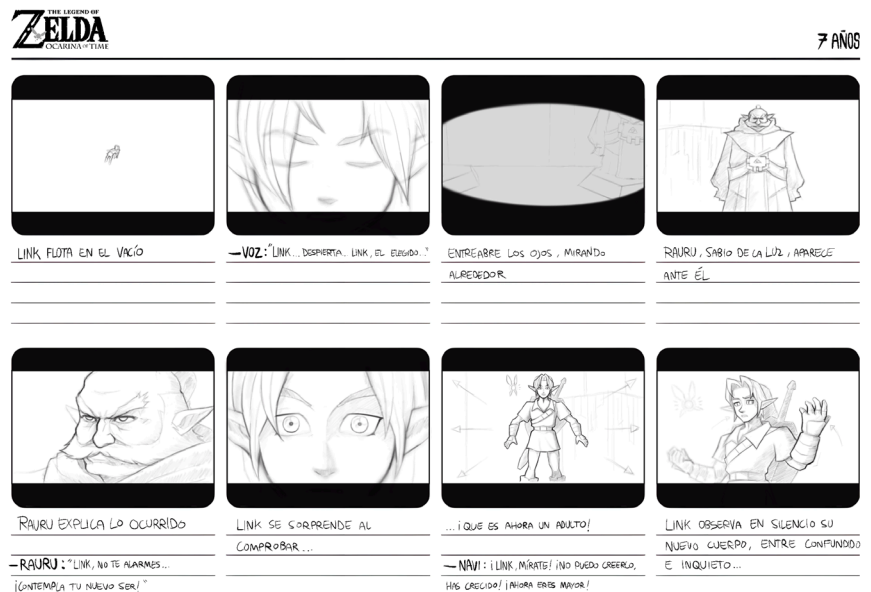 THE LEGEND OF
ZELDA
OCARINA OF TIME
7 AÑOS
LINK FLOTA EN EL VACÍO
—VOZ: "LINK... DESPIERTA... LINK, EL ELEGIDO..."
ENTREABRE LOS OJOS, MIRANDO
ALREDEDOR
RAURU, SABIO DE LA LUZ, APARECE
ANTE ÉL
RAURU EXPLICA LO OCURRIDO
—RAURU: "LINK, NO TE ALARMES...
¡CONTEMPLA TU NUEVO SER!"
LINK SE SORPRENDE AL
COMPROBAR...
...¡QUE ES AHORA UN ADULTO!
—NAVI: ¡LINK, MÍRATE! ¡NO PUEDO CREERLO,
HAS CRECIDO! ¡AHORA ERES MAYOR!
LINK OBSERVA EN SILENCIO SU
NUEVO CUERPO, ENTRE CONFUNDIDO
E INQUIETO...